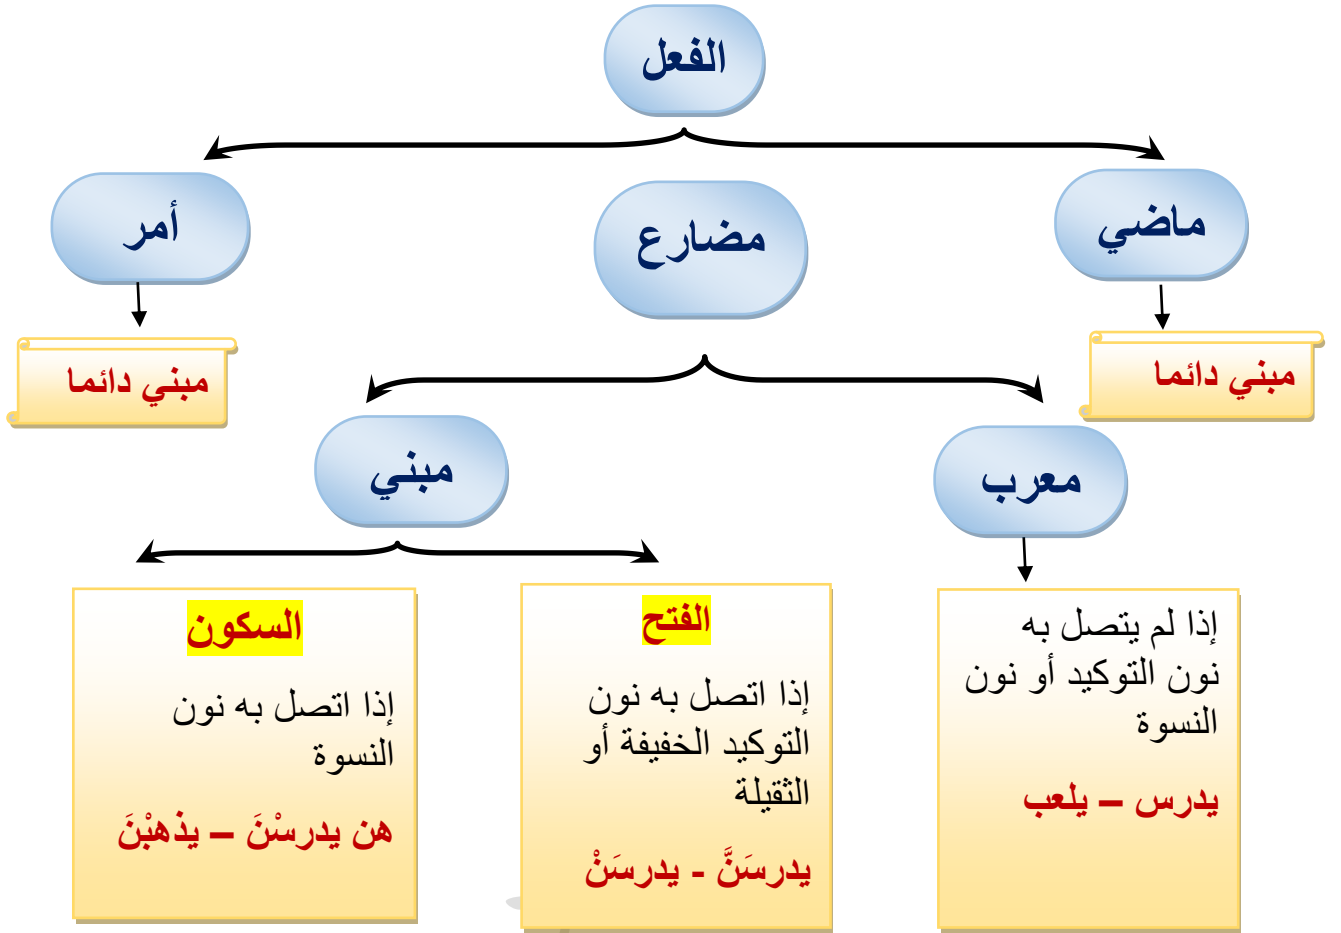 الفعل
ماضي
مضارع
أمر
مبني دائما
مبني دائما
معرب
مبني
إذا لم يتصل به
نون التوكيد أو نون
النسوة
يدرس – يلعب
الفتح
إذا اتصل به نون
التوكيد الخفيفة أو
الثقيلة
يدرسَنَّ - يدرسَنْ
السكون
إذا اتصل به نون
النسوة
هن يدرسْنَ – يذهبْنَ